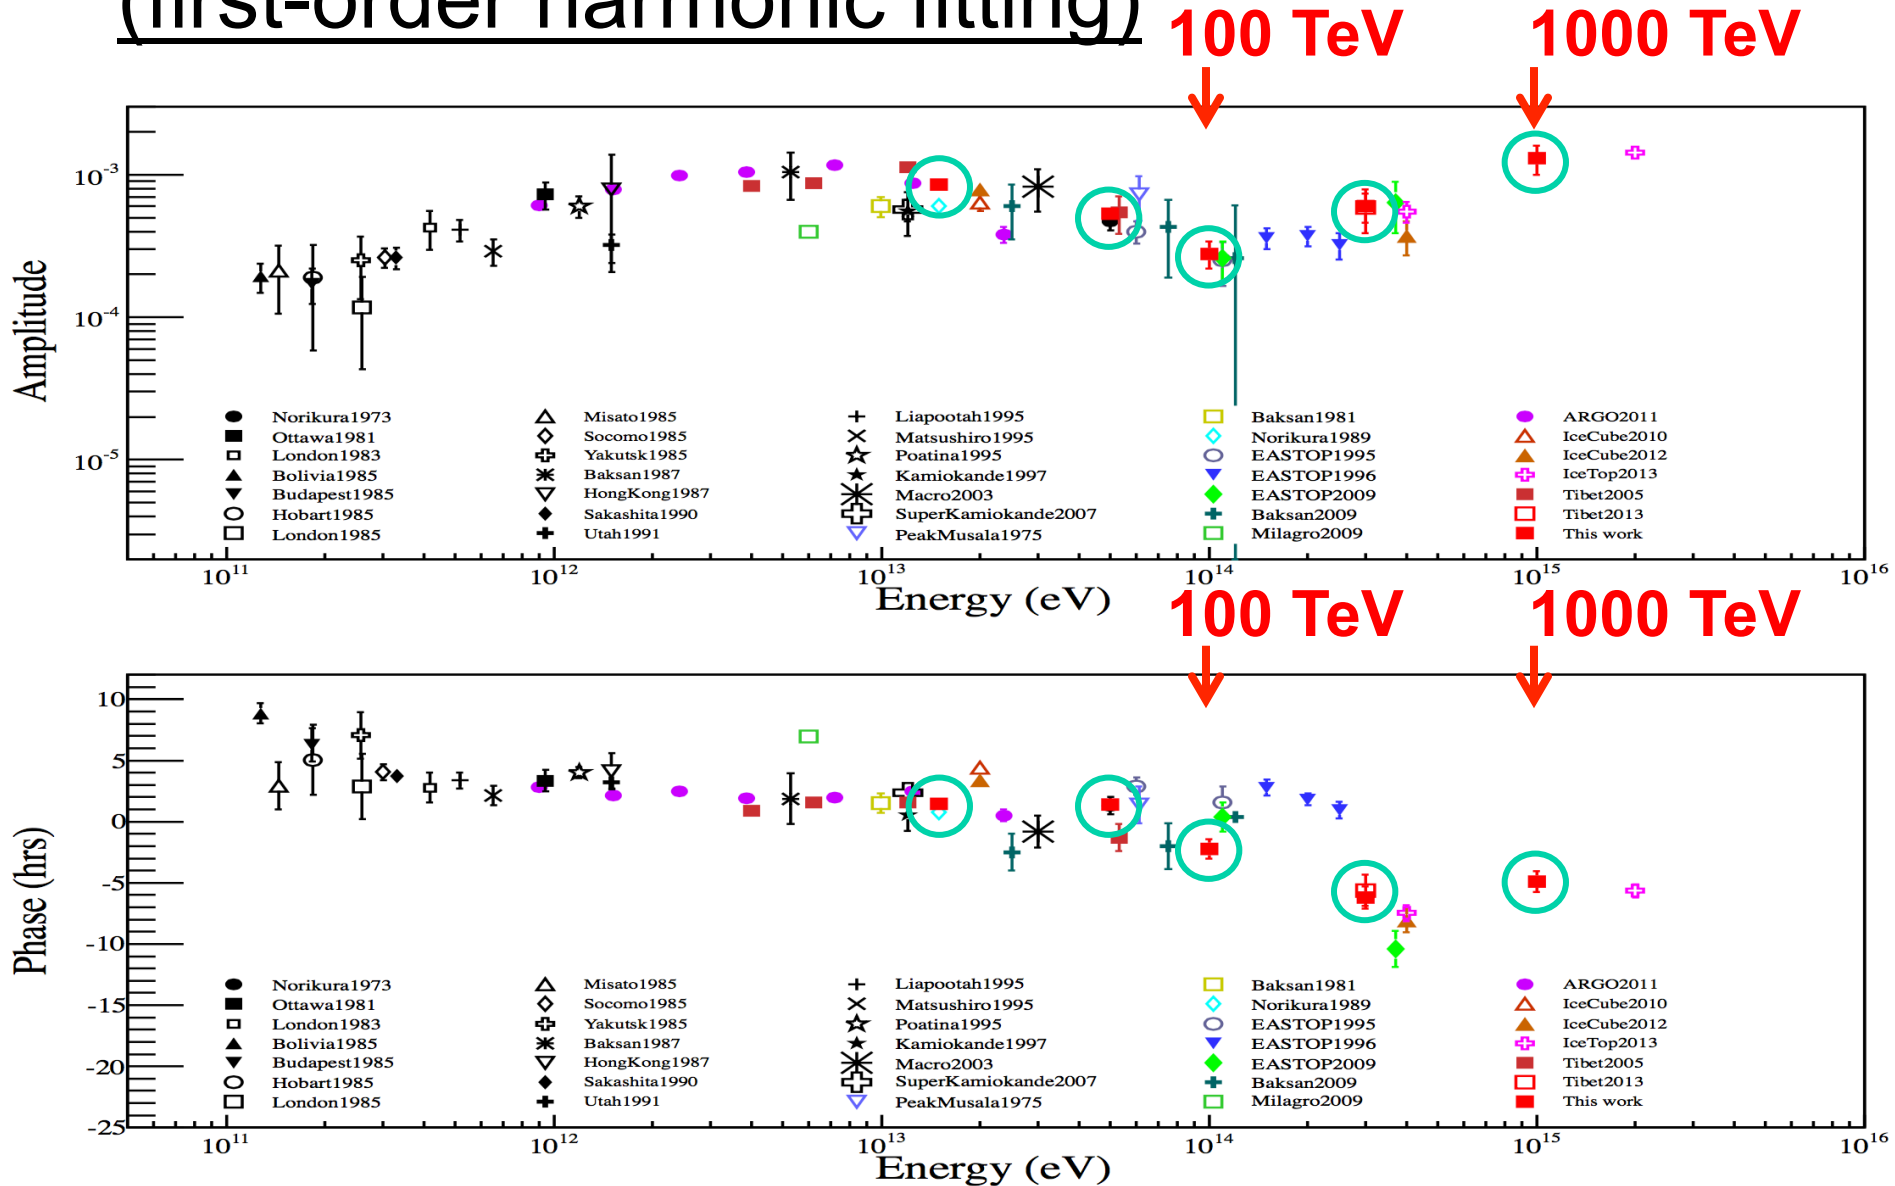 (first-order harmonic fitting)
100 TeV 1000 TeV
Amplitude
10-3
10-4
10-5
Norikura1973 Misato1985 Liapootah1995 Baksan1981 ARGO2011
Ottawa1981 Socomo1985 Matsushiro1995 Norikura1989 IceCube2010
London1983 Yakutsk1985 Poatina1995 EASTOP1995 IceCube2012
Bolivia1985 Baksan1987 Kamiokande1997 EASTOP1996 IceTop2013
Budapest1985 HongKong1987 Macro2003 EASTOP2009 Tibet2005
Hobart1985 Sakashita1990 SuperKamiokande2007 Baksan2009 Tibet2013
London1985 Utah1991 PeakMusala1975 Milagro2009 This work
10^11 10^12 10^13 10^14 10^15 10^16
Energy (eV)
100 TeV 1000 TeV
Phase (hrs)
10
5
0
-5
-10
-15
-20
-25
Norikura1973 Misato1985 Liapootah1995 Baksan1981 ARGO2011
Ottawa1981 Socomo1985 Matsushiro1995 Norikura1989 IceCube2010
London1983 Yakutsk1985 Poatina1995 EASTOP1995 IceCube2012
Bolivia1985 Baksan1987 Kamiokande1997 EASTOP1996 IceTop2013
Budapest1985 HongKong1987 Macro2003 EASTOP2009 Tibet2005
Hobart1985 Sakashita1990 SuperKamiokande2007 Baksan2009 Tibet2013
London1985 Utah1991 PeakMusala1975 Milagro2009 This work
10^11 10^12 10^13 10^14 10^15 10^16
Energy (eV)